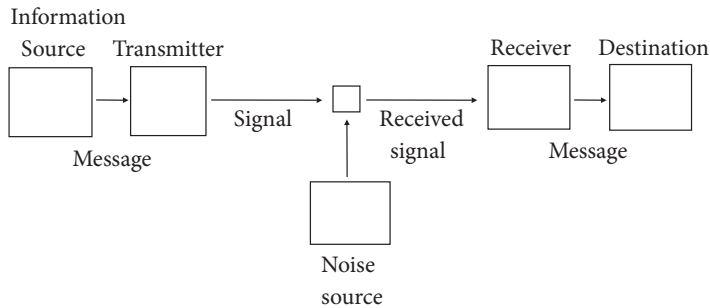 Information
Source
Transmitter
Receiver
Destination
Signal
Received
signal
Message
Message
Noise
source